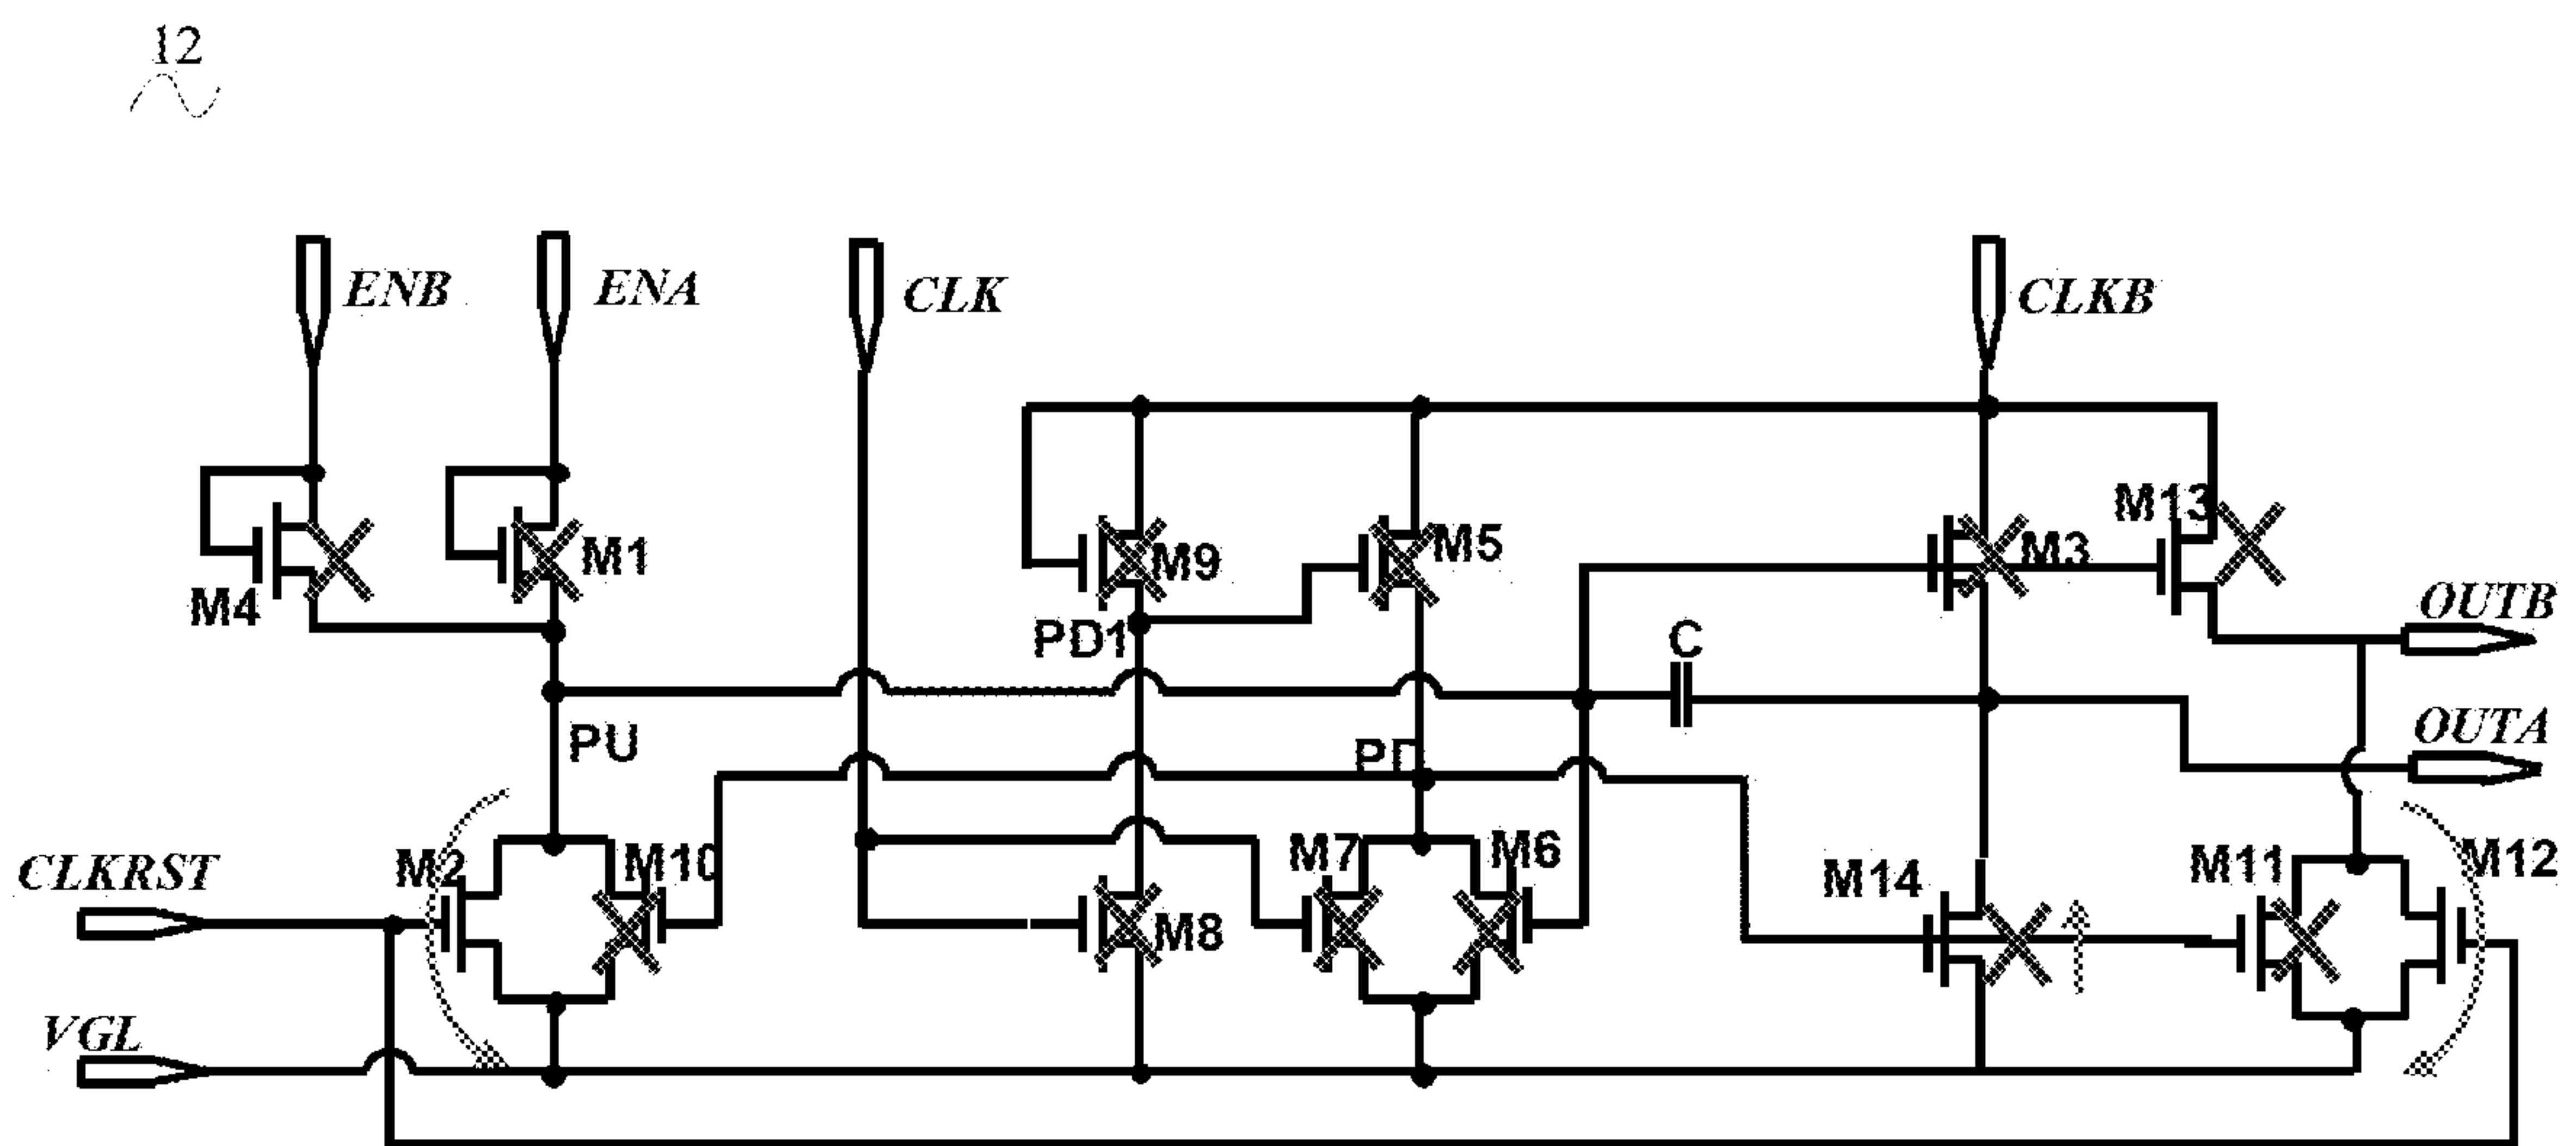 12
ENB ENA CLK CLKB
M4 M1 M9 M5 M3 M13
OUTB
PD1 C
OUTA
PU PD
CLKRST M2 M10 M8 M7 M6 M14 M11 M12
VGL